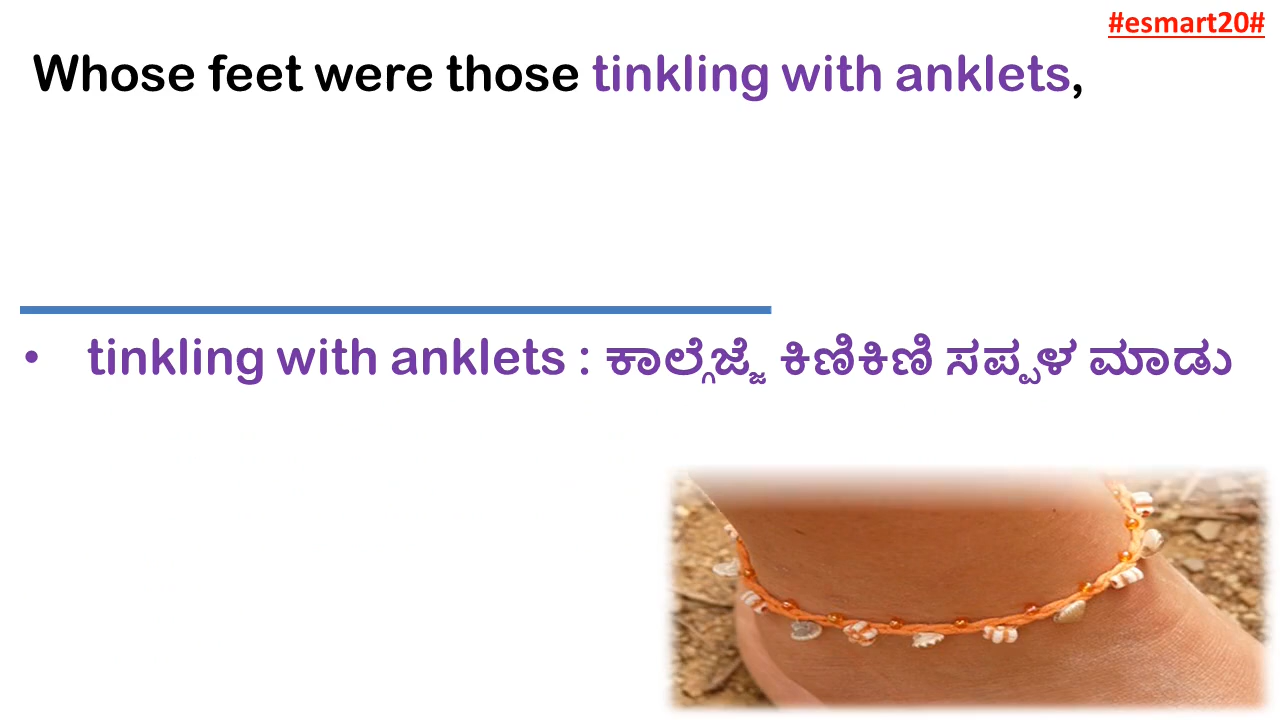 #esmart20#
Whose feet were those tinkling with anklets,
• tinkling with anklets : ಕಾಲ್ಗೆಜ್ಜೆ ಕಿಣಿಕಿಣಿ ಸಪ್ಪಳ ಮಾಡು